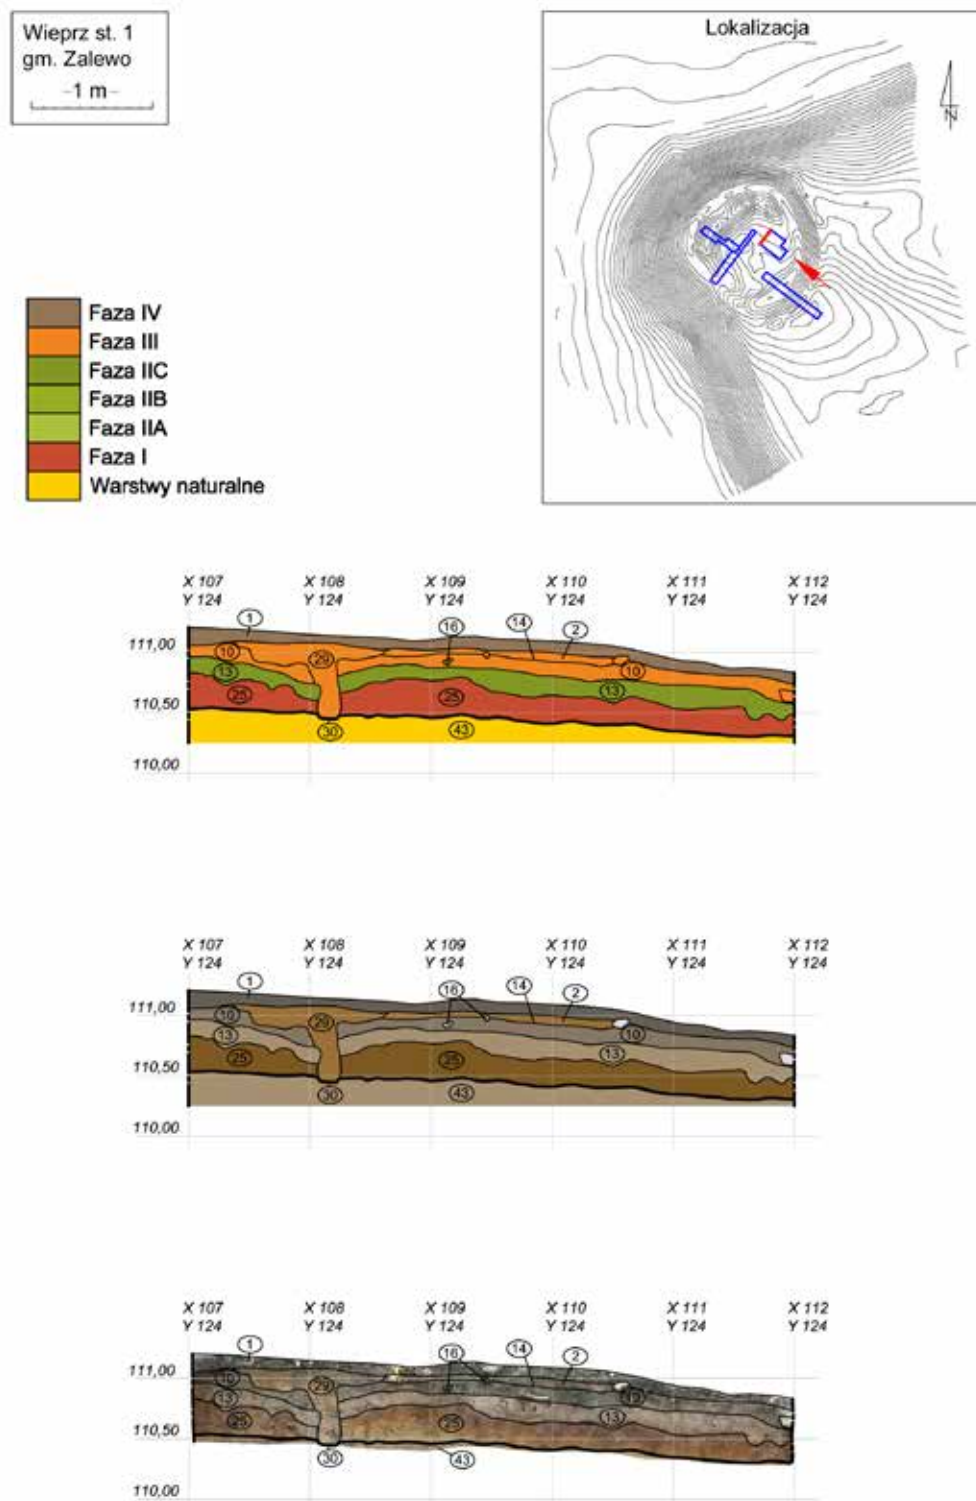 Wieprz st. 1
gm. Zalewo
1 m
Lokalizacja
N
Faza IV
Faza III
Faza IIC
Faza IIB
Faza IIA
Faza I
Warstwy naturalne
X 107 X 108 X 109 X 110 X 111 X 112
Y 124 Y 124 Y 124 Y 124 Y 124 Y 124
1 16 14 2
111,00
10 29 10
13 13
110,50
25 25
30 43
110,00
X 107 X 108 X 109 X 110 X 111 X 112
Y 124 Y 124 Y 124 Y 124 Y 124 Y 124
1 16 14 2
111,00
10 29 10
13 13
110,50
25 25
30 43
110,00
X 107 X 108 X 109 X 110 X 111 X 112
Y 124 Y 124 Y 124 Y 124 Y 124 Y 124
1 16 14 2
111,00
10 29 10
13 13
110,50
25 25
30 43
110,00